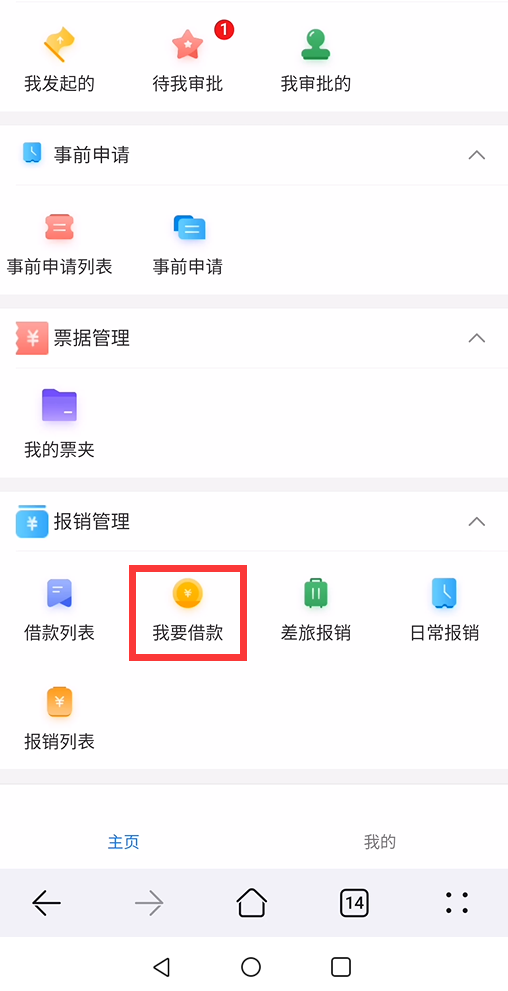 1
我发起的 待我审批 我审批的
事前申请
事前申请列表 事前申请
¥ 票据管理
我的票夹
¥ 报销管理
¥
借款列表 我要借款 差旅报销 日常报销
¥
报销列表
主页 我的
14